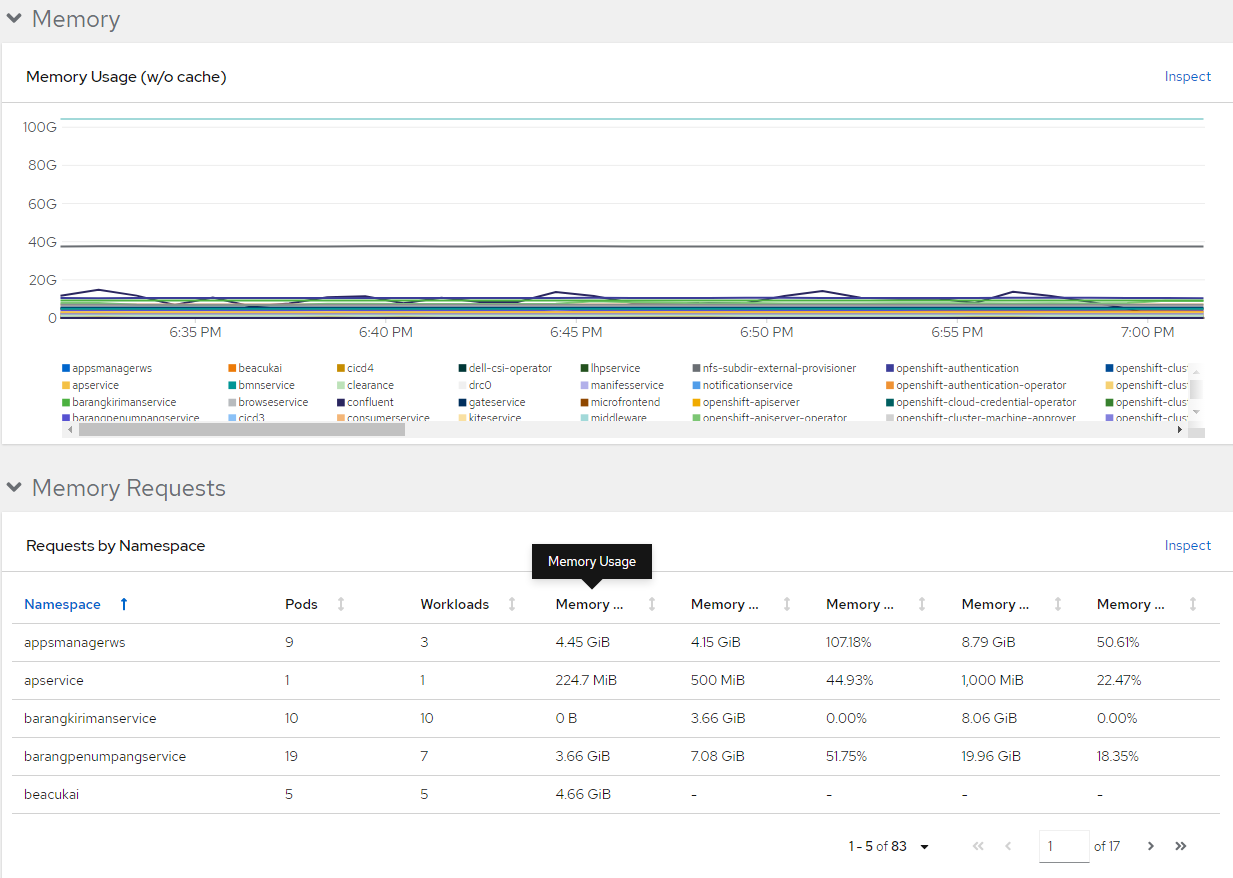 Memory
Memory Usage (w/o cache) Inspect
100G
80G
60G
40G
20G
0
6:35 PM 6:40 PM 6:45 PM 6:50 PM 6:55 PM 7:00 PM
appsmanagerws beacukai cicd4 dell-csi-operator lhpservice nfs-subdir-external-provisioner openshift-authentication openshift-clus
apservice bmnservice clearance drc0 manifesservice notificationservice openshift-authentication-operator openshift-clus
barangkirimanservice browseservice confluent gateservice microfrontend openshift-apiserver openshift-cloud-credential-operator openshift-clus
barangpenumpangservice cicd3 consumerservice kiteservice middleware openshift-apiserver-operator openshift-cluster-machine-approver openshift-clus
Memory Requests
Requests by Namespace Inspect
Memory Usage
Namespace Pods Workloads Memory ... Memory ... Memory ... Memory ... Memory ...
appsmanagerws 9 3 4.45 GiB 4.15 GiB 107.18% 8.79 GiB 50.61%
apservice 1 1 224.7 MiB 500 MiB 44.93% 1,000 MiB 22.47%
barangkirimanservice 10 10 0 B 3.66 GiB 0.00% 8.06 GiB 0.00%
barangpenumpangservice 19 7 3.66 GiB 7.08 GiB 51.75% 19.96 GiB 18.35%
beacukai 5 5 4.66 GiB - - - -
1 - 5 of 83 1 of 17